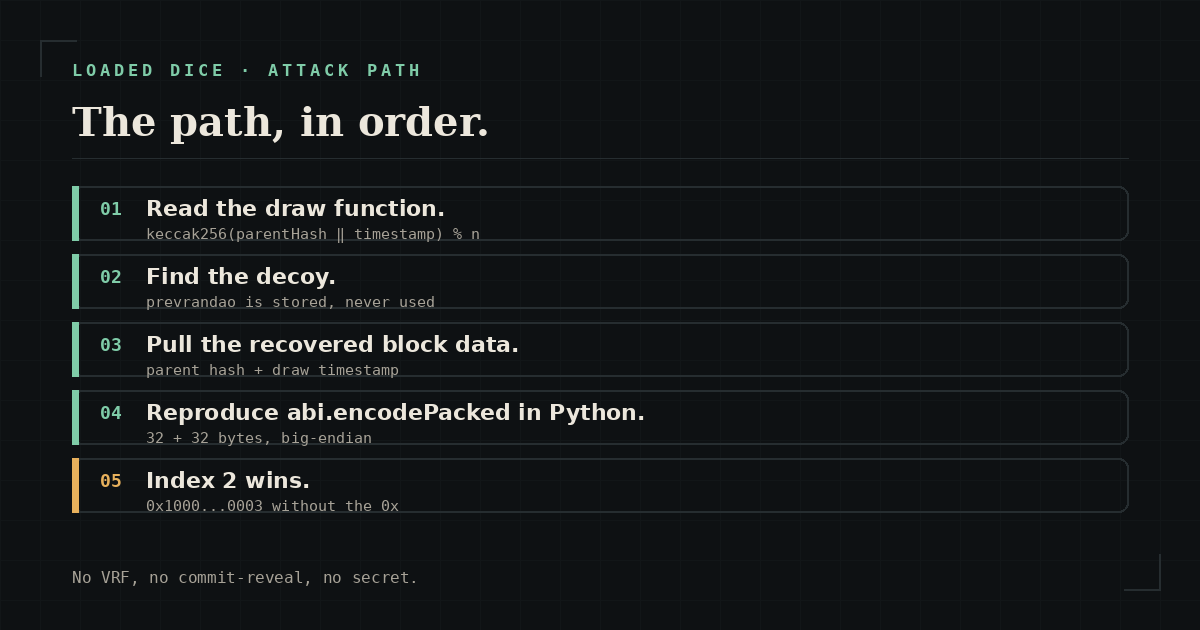 LOADED DICE · ATTACK PATH
The path, in order.
01 Read the draw function.
keccak256(parentHash ‖ timestamp) % n
02 Find the decoy.
prevrandao is stored, never used
03 Pull the recovered block data.
parent hash + draw timestamp
04 Reproduce abi.encodePacked in Python.
32 + 32 bytes, big-endian
05 Index 2 wins.
0x1000...0003 without the 0x
No VRF, no commit-reveal, no secret.